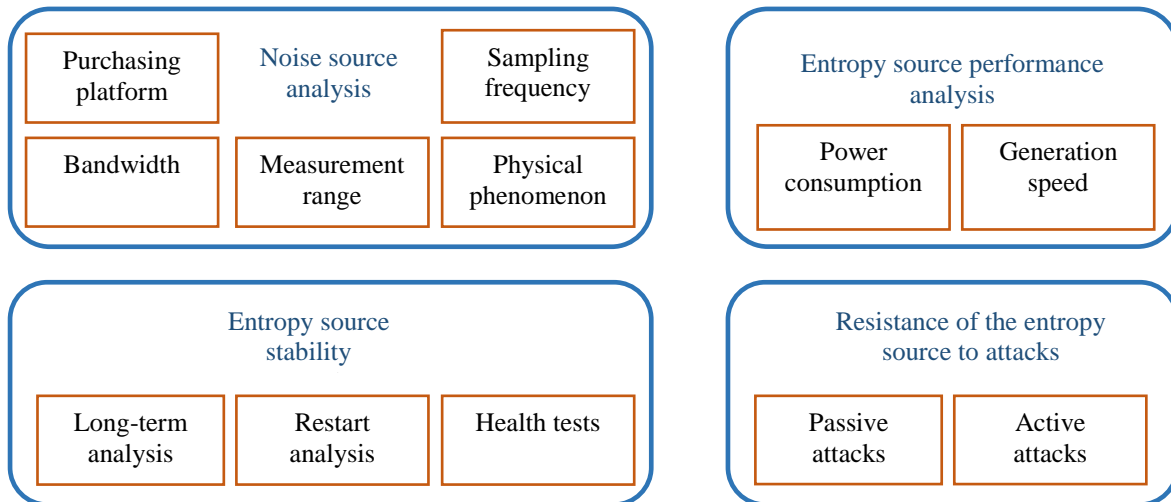 Purchasing
platform
Noise source
analysis
Sampling
frequency
Bandwidth
Measurement
range
Physical
phenomenon
Entropy source performance
analysis
Power
consumption
Generation
speed
Entropy source
stability
Long-term
analysis
Restart
analysis
Health tests
Resistance of the entropy
source to attacks
Passive
attacks
Active
attacks